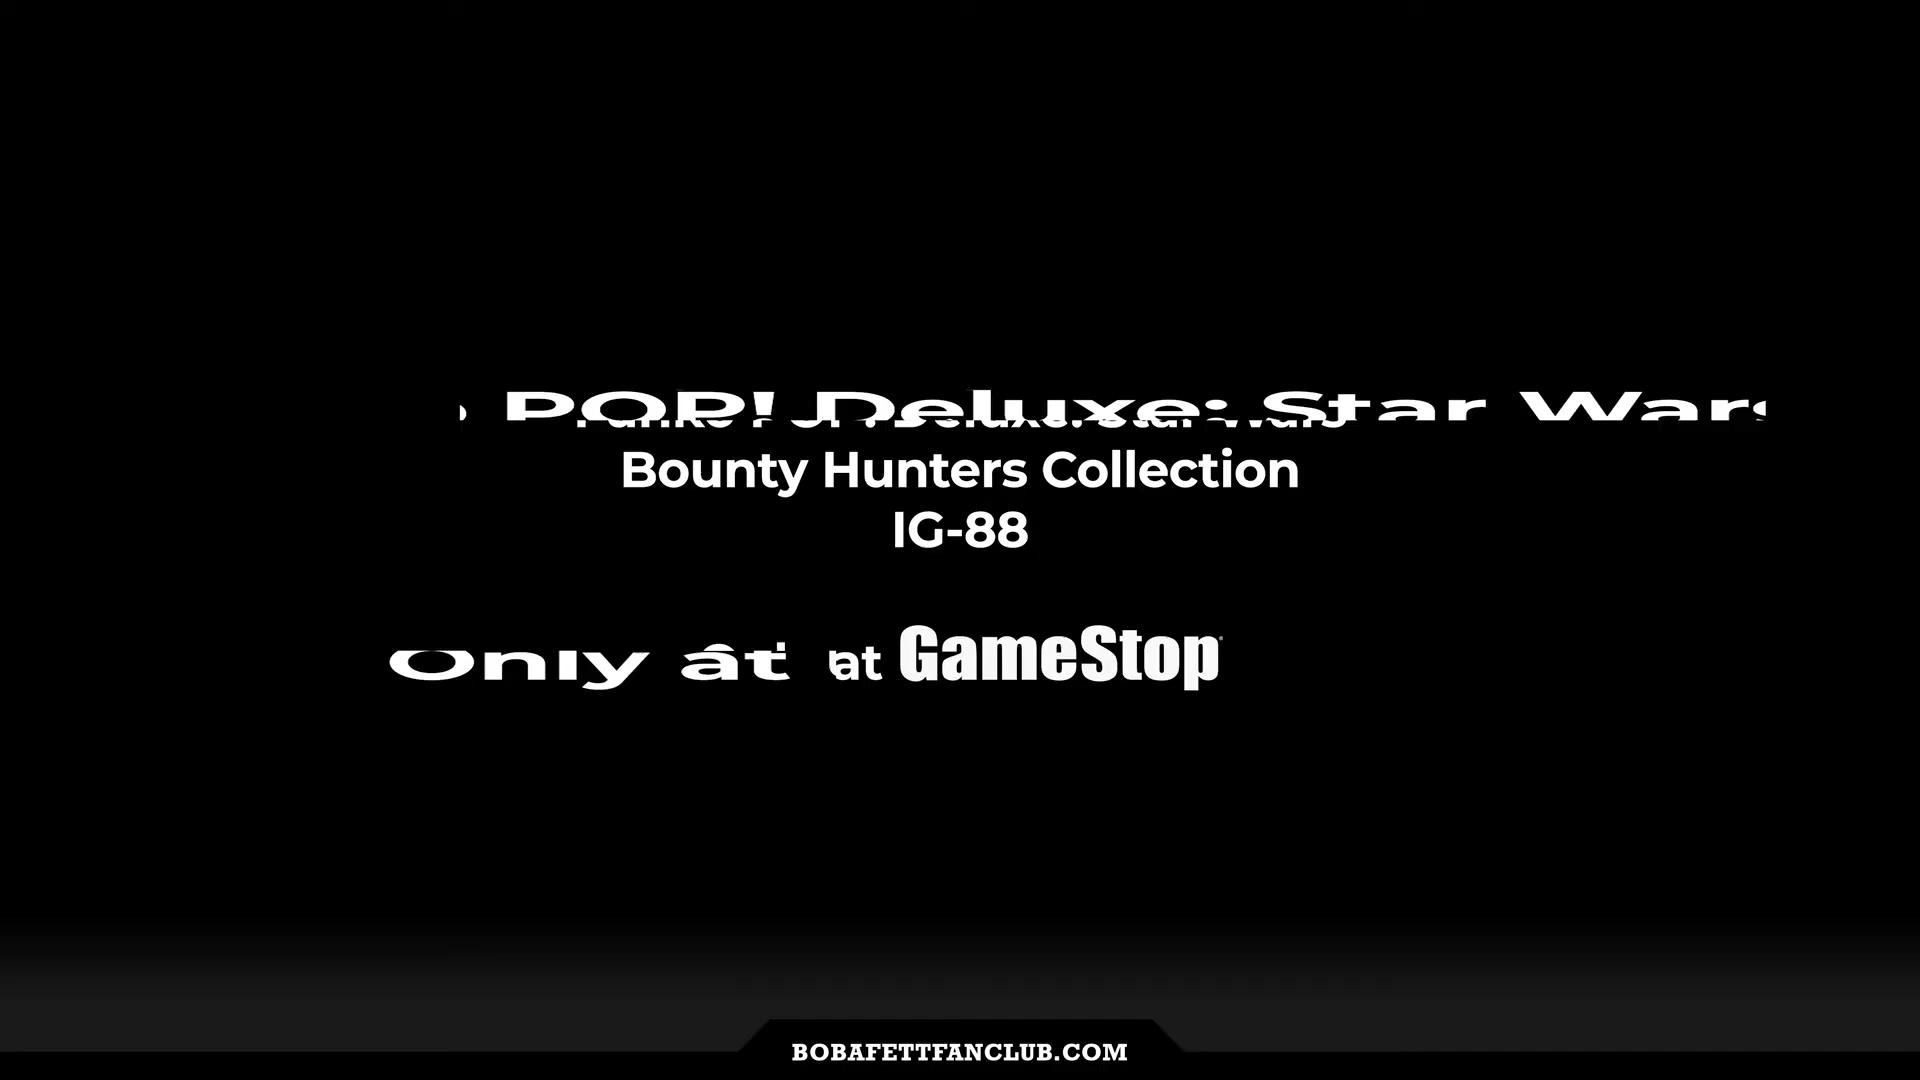 POP! Deluxe: Star Wars
Bounty Hunters Collection
IG-88
Only at at GameStop
BOBAFETTFANCLUB.COM